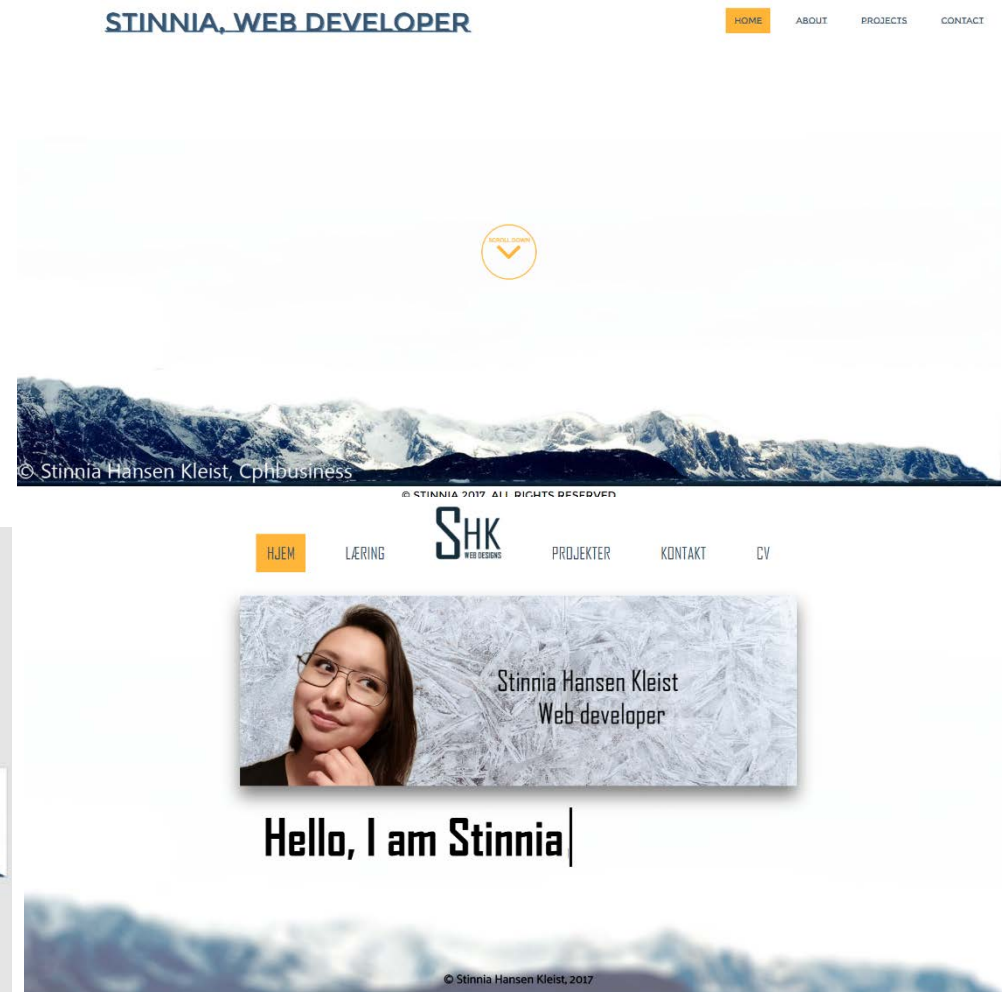 STINNIA, WEB DEVELOPER
HOME ABOUT PROJECTS CONTACT
SCROLL DOWN
© Stinnia Hansen Kleist, Cphbusiness
© STINNIA 2017. ALL RIGHTS RESERVED
HJEM LÆRING SHK WEB DESIGNS PROJEKTER KONTAKT CV
Stinnia Hansen Kleist
Web developer
Hello, I am Stinnia
© Stinnia Hansen Kleist, 2017